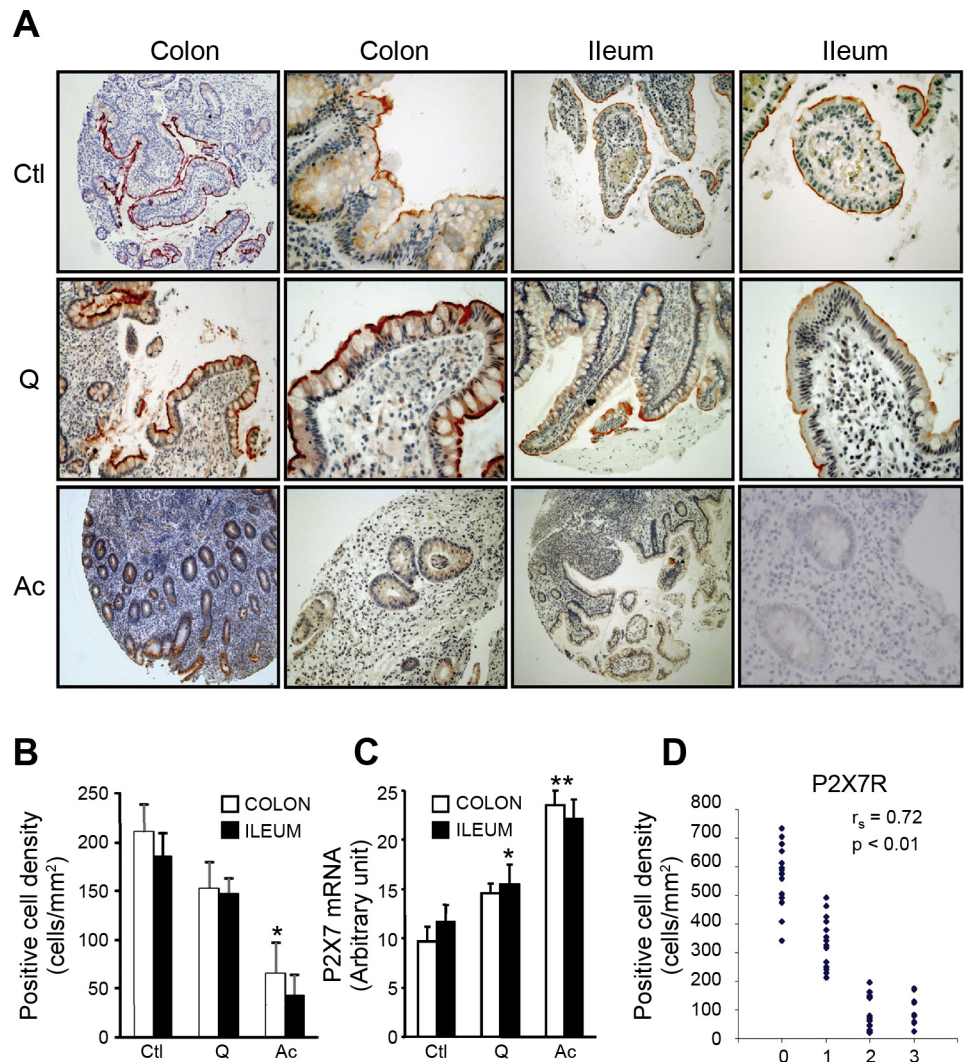 A
Colon Colon Ileum Ileum
Ctl
Q
Ac
B
Positive cell density
(cells/mm²)
250
200
150
100
50
0
COLON
ILEUM
*
Ctl Q Ac
C
P2X7 mRNA
(Arbitrary unit)
25
20
15
10
5
0
COLON
ILEUM
*
**
Ctl Q Ac
D
P2X7R
rs = 0.72
p < 0.01
Positive cell density
(cells/mm²)
800
700
600
500
400
300
200
100
0
0 1 2 3